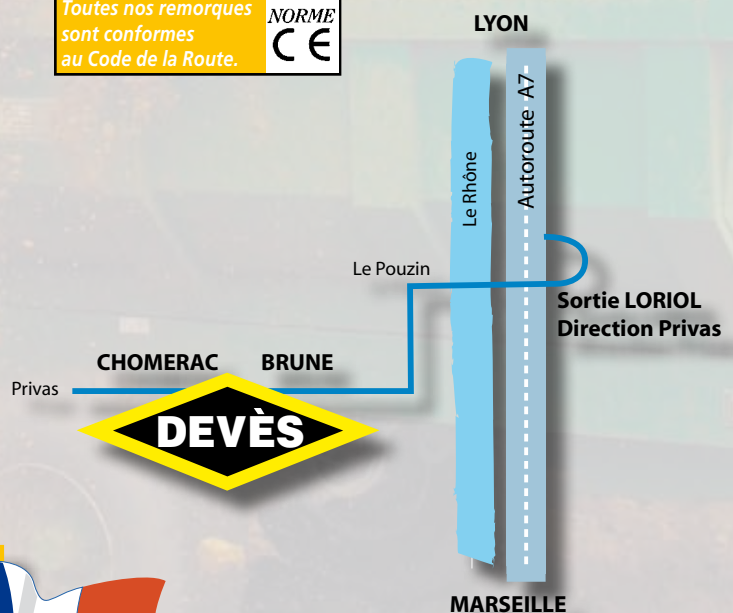 Toutes nos remorques
sont conformes
au Code de la Route.
NORME
CE
LYON
Autoroute A7
Le Rhône
Le Pouzin
Sortie LORIOL
Direction Privas
CHOMERAC BRUNE
Privas
DEVÈS
MARSEILLE